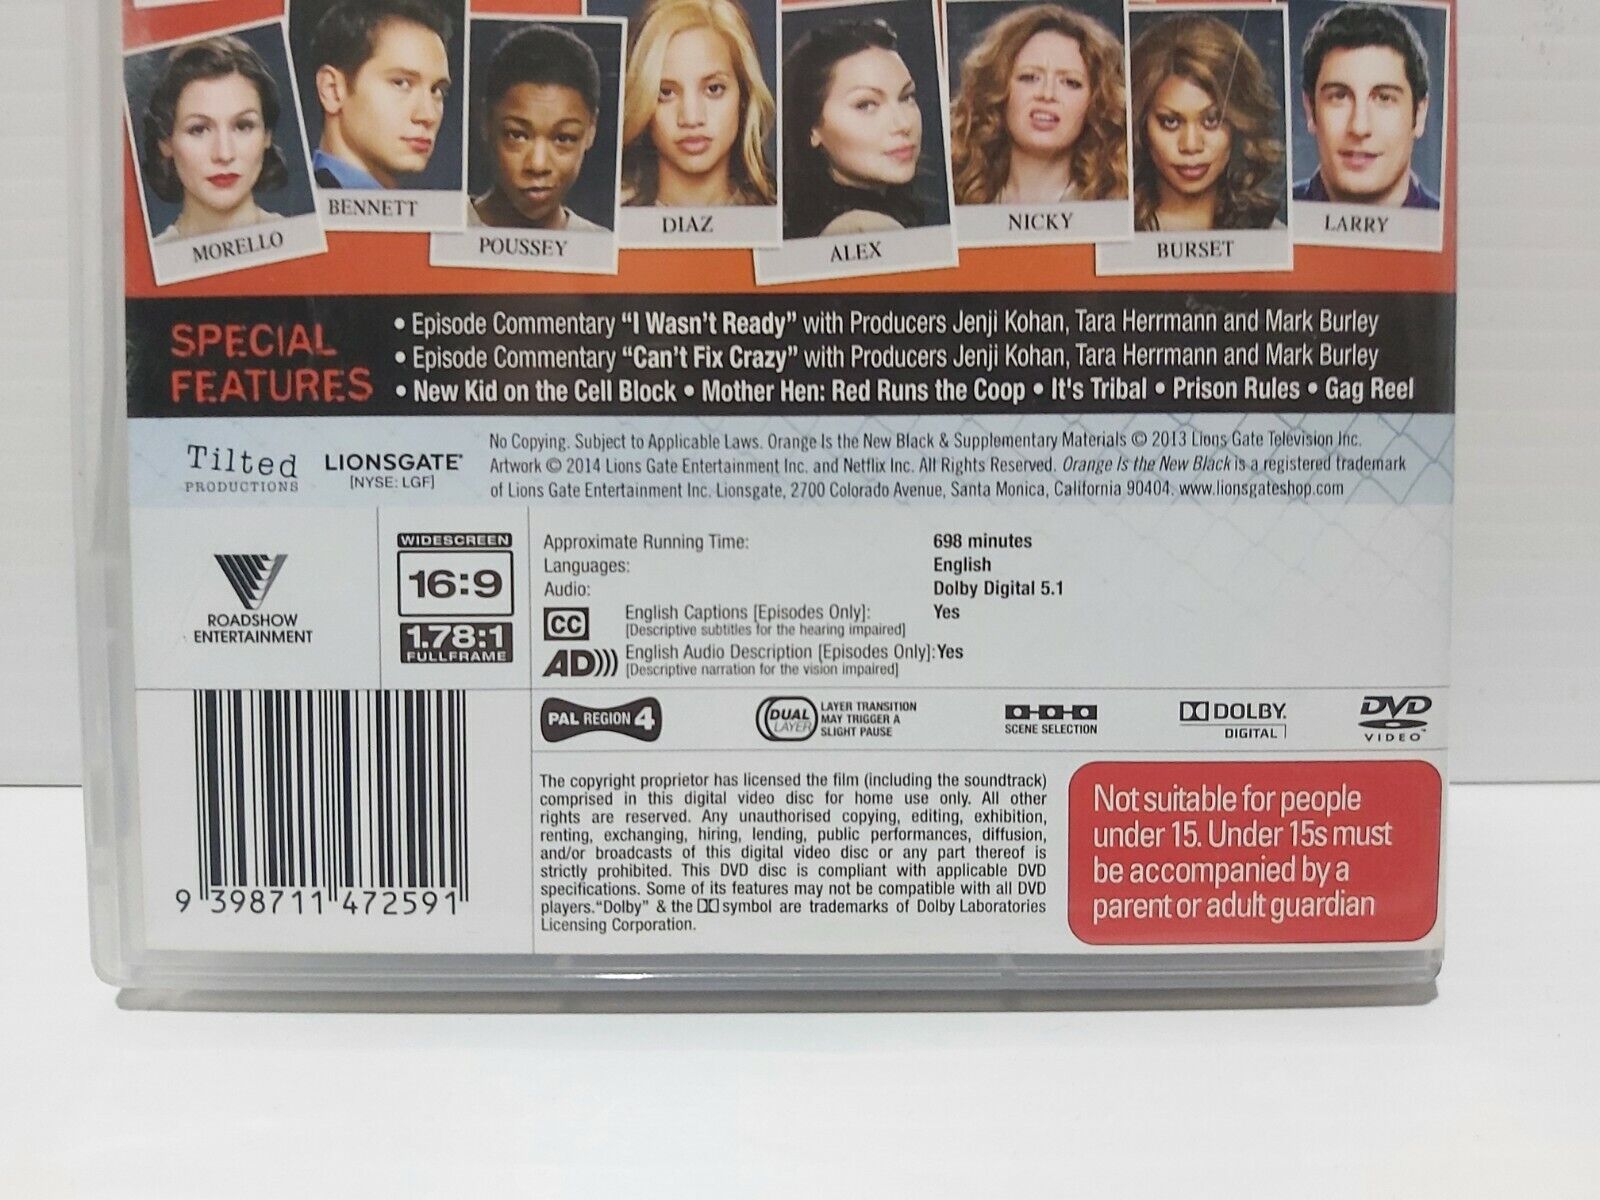 MORELLO
BENNETT
POUSSEY
DIAZ
ALEX
NICKY
BURSET
LARRY
SPECIAL
FEATURES
• Episode Commentary “I Wasn't Ready” with Producers Jenji Kohan, Tara Herrmann and Mark Burley
• Episode Commentary “Can't Fix Crazy” with Producers Jenji Kohan, Tara Herrmann and Mark Burley
• New Kid on the Cell Block • Mother Hen: Red Runs the Coop • It's Tribal • Prison Rules • Gag Reel
Tilted
PRODUCTIONS
LIONSGATE®
[NYSE: LGF]
No Copying. Subject to Applicable Laws. Orange Is the New Black & Supplementary Materials © 2013 Lions Gate Television Inc.
Artwork © 2014 Lions Gate Entertainment Inc. and Netflix Inc. All Rights Reserved. Orange Is the New Black is a registered trademark
of Lions Gate Entertainment Inc. Lionsgate, 2700 Colorado Avenue, Santa Monica, California 90404. www.lionsgateshop.com
ROADSHOW
ENTERTAINMENT
WIDESCREEN
16:9
1.78:1
FULLFRAME
Approximate Running Time: 698 minutes
Languages: English
Audio: Dolby Digital 5.1
CC English Captions [Episodes Only]: Yes
[Descriptive subtitles for the hearing impaired]
AD))) English Audio Description [Episodes Only]: Yes
[Descriptive narration for the vision impaired]
PAL REGION 4
DUAL
LAYER
LAYER TRANSITION
MAY TRIGGER A
SLIGHT PAUSE
SCENE SELECTION
DOLBY.
DIGITAL
DVD
VIDEO™
9 398711 472591
The copyright proprietor has licensed the film (including the soundtrack)
comprised in this digital video disc for home use only. All other
rights are reserved. Any unauthorised copying, editing, exhibition,
renting, exchanging, hiring, lending, public performances, diffusion,
and/or broadcasts of this digital video disc or any part thereof is
strictly prohibited. This DVD disc is compliant with applicable DVD
specifications. Some of its features may not be compatible with all DVD
players. “Dolby” & the symbol are trademarks of Dolby Laboratories
Licensing Corporation.
Not suitable for people
under 15. Under 15s must
be accompanied by a
parent or adult guardian